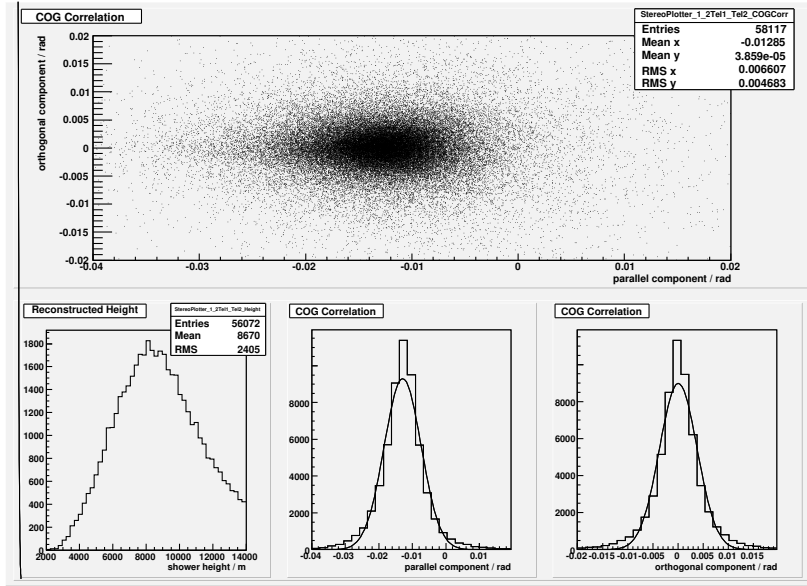 COG Correlation
StereoPlotter_1_2Tel1_Tel2_COGCorr
Entries 58117
Mean x -0.01285
Mean y 3.859e-05
RMS x 0.006607
RMS y 0.004683
orthogonal component / rad
0.02
0.015
0.01
0.005
0
-0.005
-0.01
-0.015
-0.02
-0.04 -0.03 -0.02 -0.01 0 0.01 0.02
parallel component / rad
Reconstructed Height
StereoPlotter_1_2Tel1_Tel2_Height
Entries 56072
Mean 8670
RMS 2405
1800
1600
1400
1200
1000
800
600
400
200
0
2000 4000 6000 8000 10000 12000 14000
shower height / m
COG Correlation
8000
6000
4000
2000
0
-0.04 -0.03 -0.02 -0.01 0 0.01
parallel component / rad
COG Correlation
8000
6000
4000
2000
0
-0.02 -0.015 -0.01 -0.005 0 0.005 0.01 0.015
orthogonal component / rad